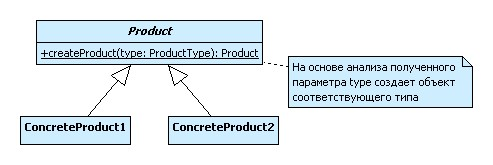 Product
+createProduct(type: ProductType): Product
На основе анализа полученного
параметра type создает объект
соответствующего типа
ConcreteProduct1
ConcreteProduct2